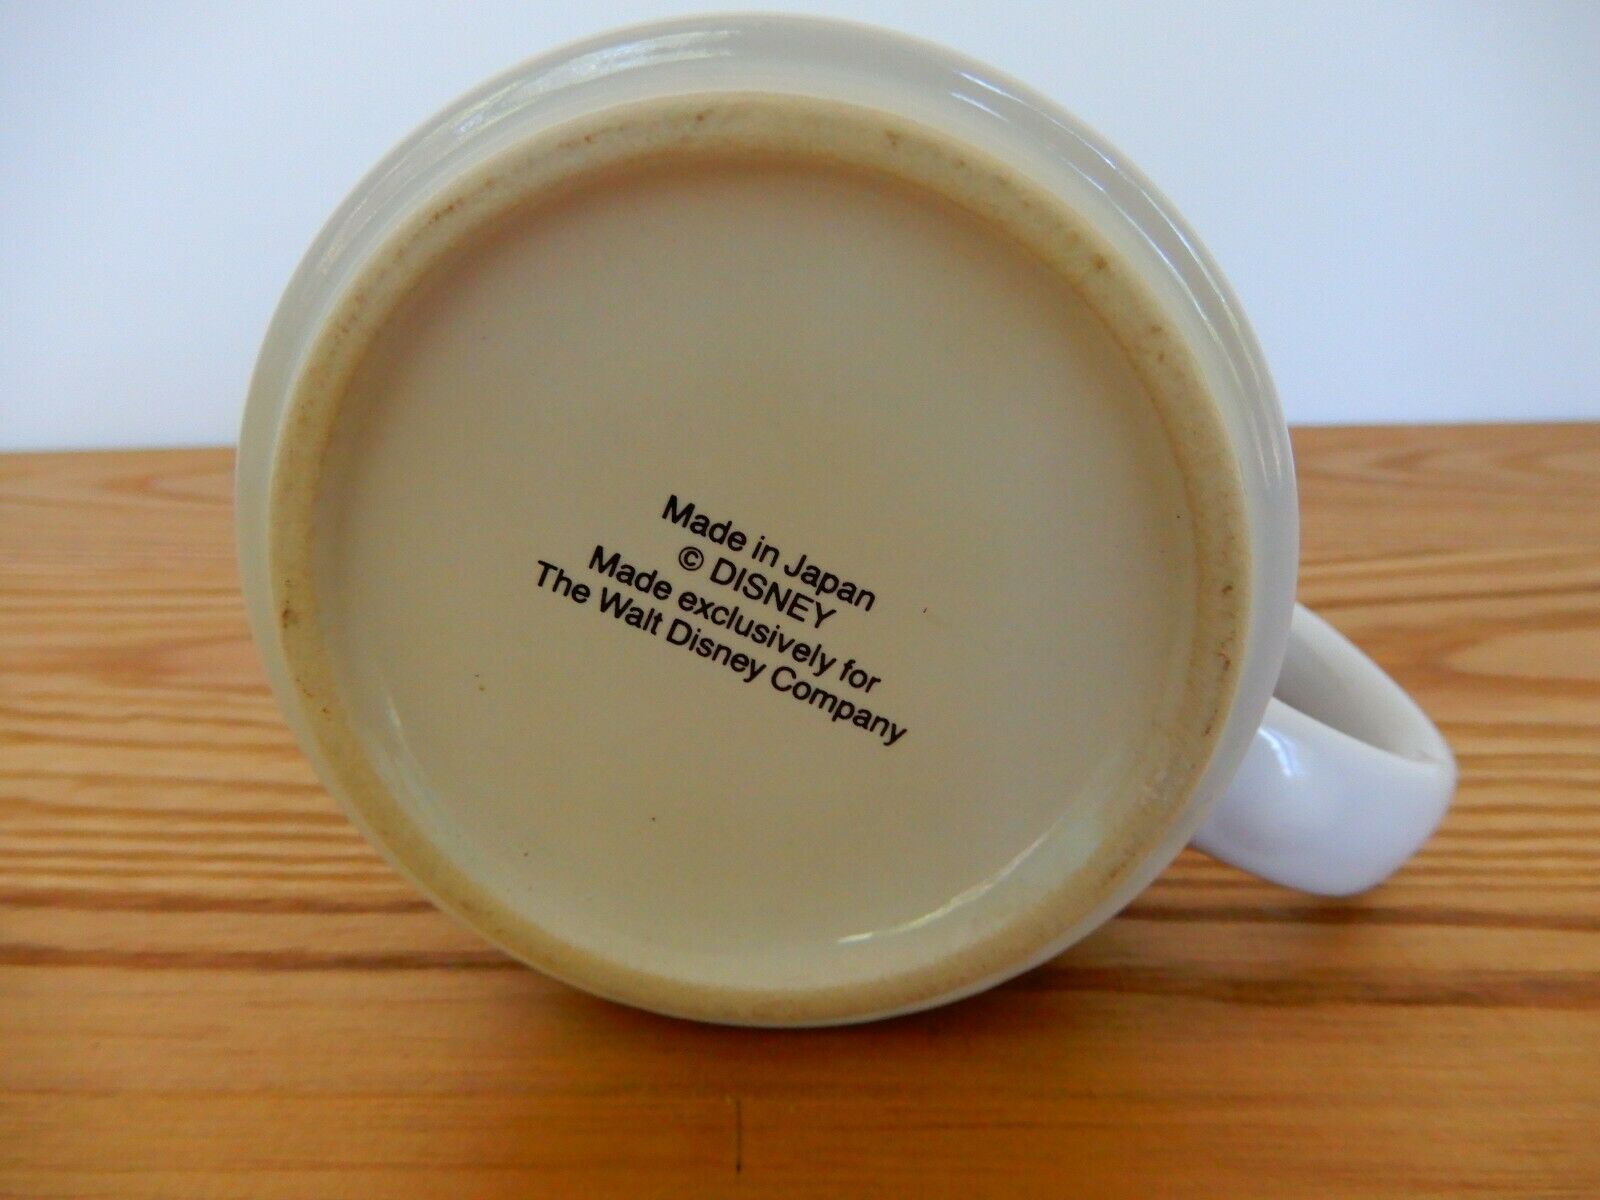 Made in Japan
© DISNEY
Made exclusively for
The Walt Disney Company